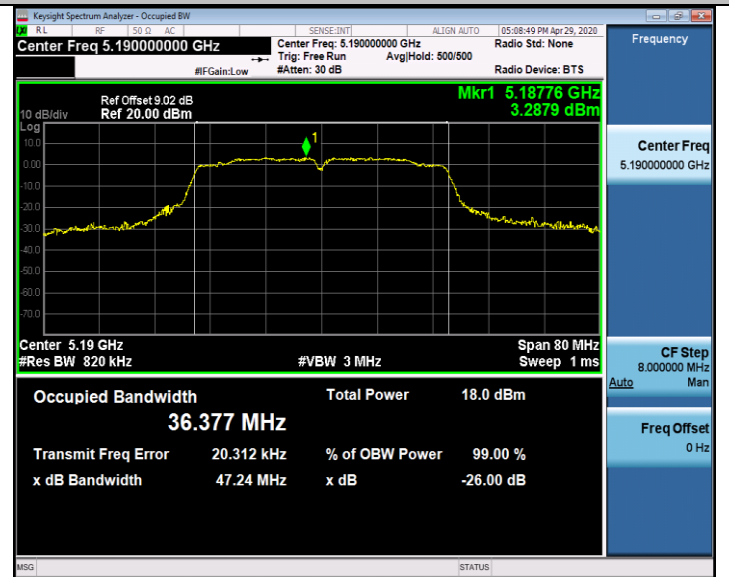 Keysight Spectrum Analyzer - Occupied BW
RL RF 50 Ω AC SENSE:INT ALIGN AUTO 05:08:49 PM Apr 29, 2020
Center Freq 5.190000000 GHz Center Freq: 5.190000000 GHz Radio Std: None
Trig: Free Run Avg|Hold: 500/500
#IFGain:Low #Atten: 30 dB Radio Device: BTS
Frequency
Ref Offset 9.02 dB Mkr1 5.18776 GHz
10 dB/div Ref 20.00 dBm 3.2879 dBm
Log
10.0
1
0.00
-10.0
-20.0
-30.0
-40.0
-50.0
-60.0
-70.0
Center Freq
5.190000000 GHz
Center 5.19 GHz Span 80 MHz
#Res BW 820 kHz #VBW 3 MHz Sweep 1 ms
CF Step
8.000000 MHz
Auto Man
Occupied Bandwidth Total Power 18.0 dBm
36.377 MHz
Transmit Freq Error 20.312 kHz % of OBW Power 99.00 %
x dB Bandwidth 47.24 MHz x dB -26.00 dB
Freq Offset
0 Hz
MSG STATUS